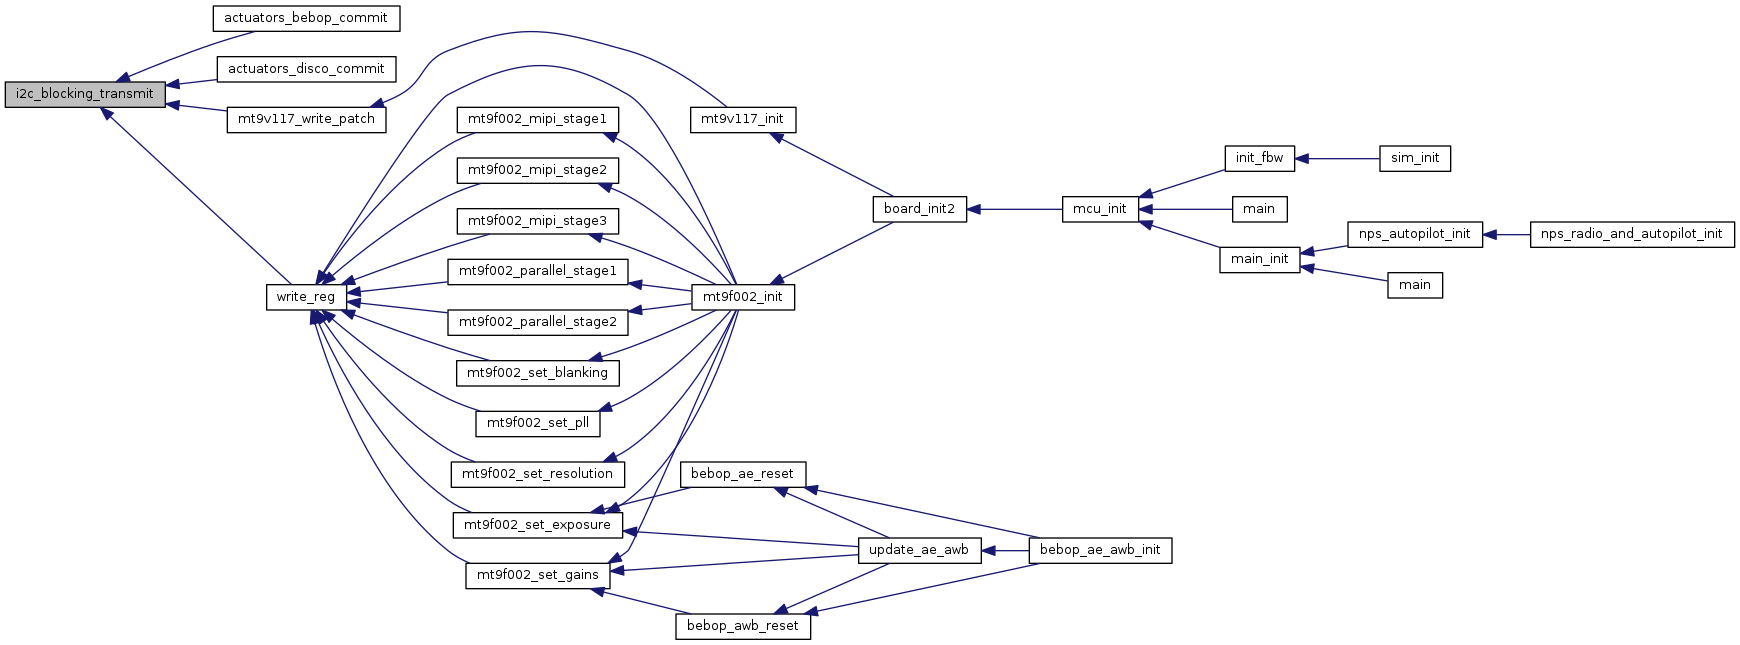 actuators_bebop_commit
actuators_disco_commit
i2c_blocking_transmit
mt9v117_write_patch
write_reg
mt9f002_mipi_stage1
mt9f002_mipi_stage2
mt9f002_mipi_stage3
mt9f002_parallel_stage1
mt9f002_parallel_stage2
mt9f002_set_blanking
mt9f002_set_pll
mt9f002_set_resolution
mt9f002_set_exposure
mt9f002_set_gains
mt9v117_init
mt9f002_init
bebop_ae_reset
bebop_awb_reset
board_init2
update_ae_awb
mcu_init
bebop_ae_awb_init
init_fbw
main
main_init
sim_init
nps_autopilot_init
main
nps_radio_and_autopilot_init